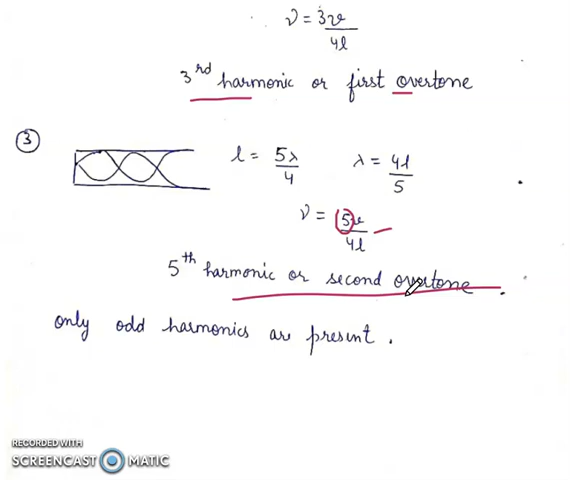 ν = 3v/4l
3rd harmonic or first overtone
③
l = 5λ/4 λ = 4l/5
ν = 5v/4l
5th harmonic or second overtone.
only odd harmonics are present.
RECORDED WITH
SCREENCAST MATIC